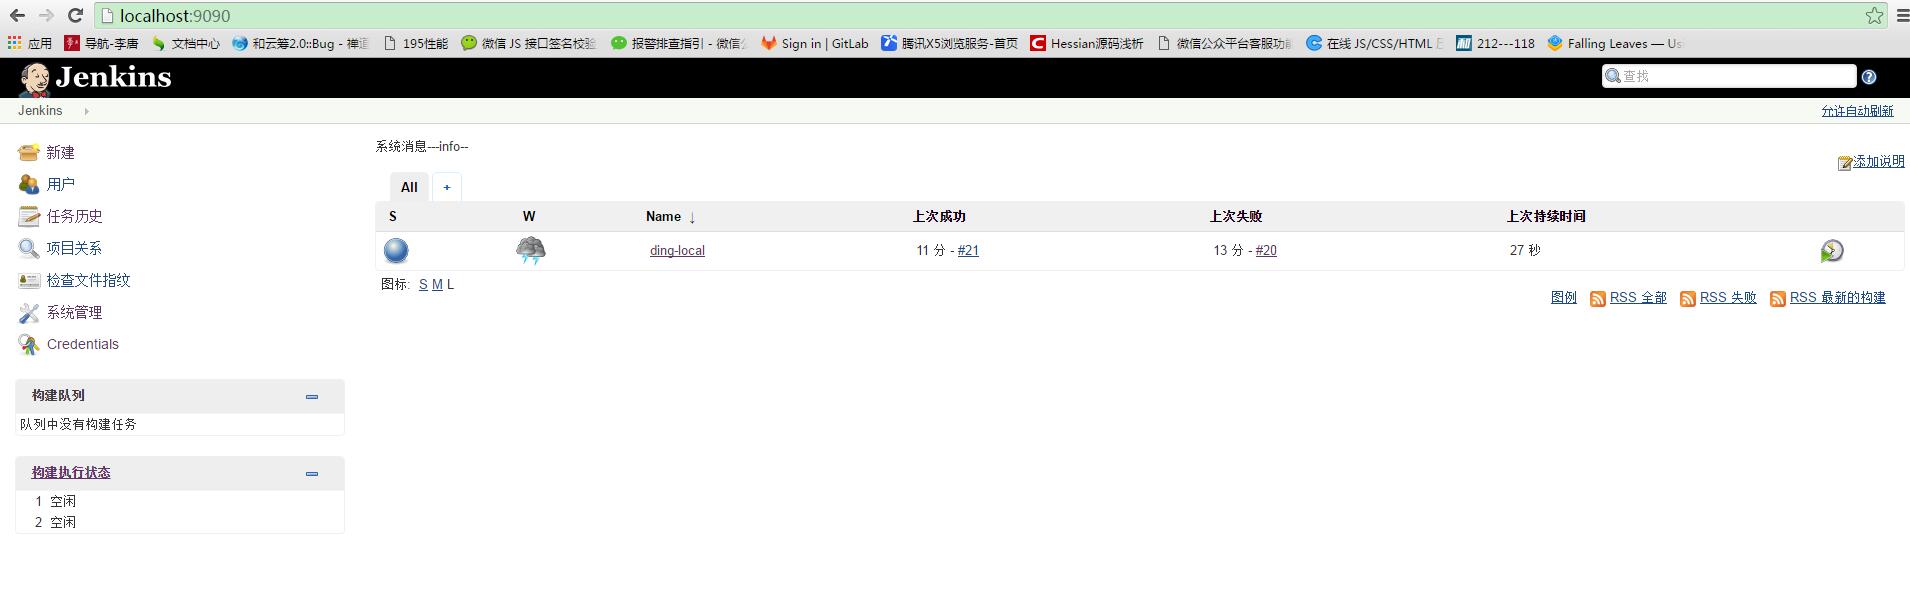 localhost:9090
应用 导航-李唐 文档中心 和云筹2.0::Bug - 禅道 195性能 微信 JS 接口签名校验 报警排查指引 - 微信 Sign in | GitLab 腾讯X5浏览服务-首页 Hessian源码浅析 微信公众平台客服功能 在线 JS/CSS/HTML 212---118 Falling Leaves — Us
Jenkins
查找
Jenkins
允许自动刷新
新建
用户
任务历史
项目关系
检查文件指纹
系统管理
Credentials
构建队列
队列中没有构建任务
构建执行状态
1 空闲
2 空闲
系统消息---info--
添加说明
All +
S W Name ↓ 上次成功 上次失败 上次持续时间
ding-local 11 分 - #21 13 分 - #20 27 秒
图标: S M L
图例 RSS 全部 RSS 失败 RSS 最新的构建